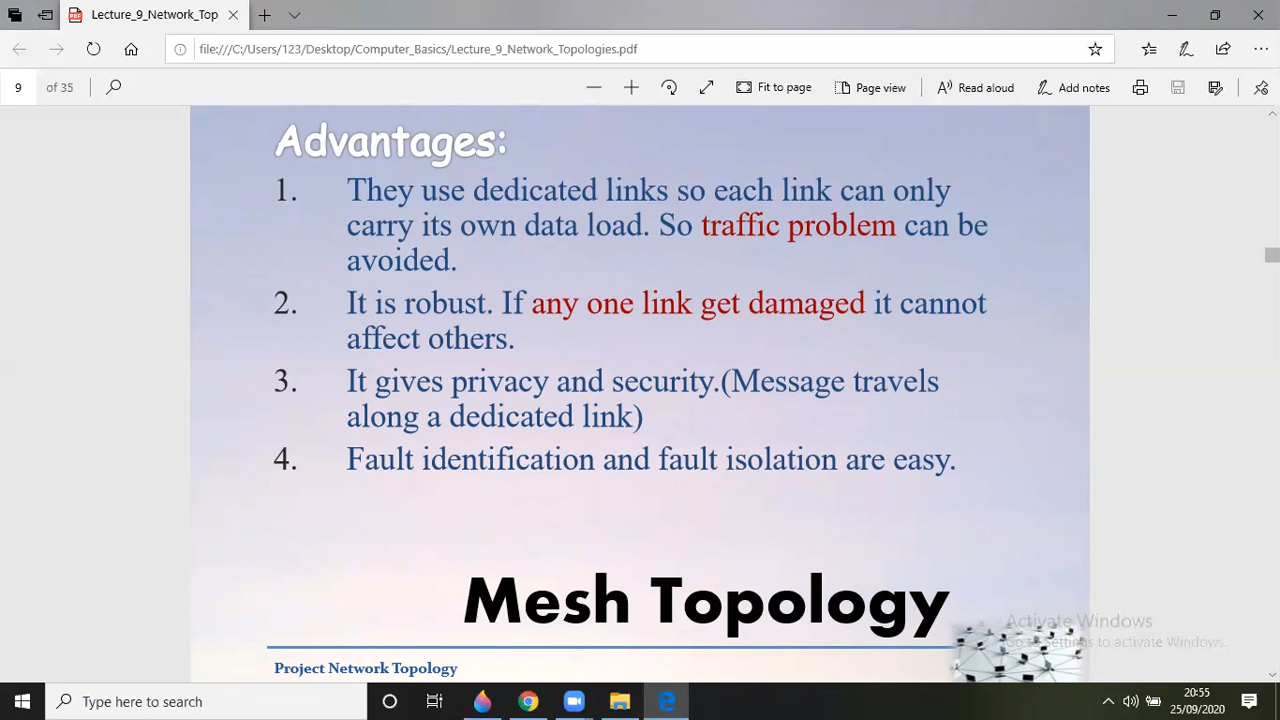 Lecture_9_Network_Top
file:///C:/Users/123/Desktop/Computer_Basics/Lecture_9_Network_Topologies.pdf
9 of 35
Fit to page
Page view
Read aloud
Add notes
Advantages:
1. They use dedicated links so each link can only
carry its own data load. So traffic problem can be
avoided.
2. It is robust. If any one link get damaged it cannot
affect others.
3. It gives privacy and security.(Message travels
along a dedicated link)
4. Fault identification and fault isolation are easy.
Mesh Topology
Activate Windows
Go to Settings to activate Windows.
Project Network Topology
Type here to search
20:55
25/09/2020